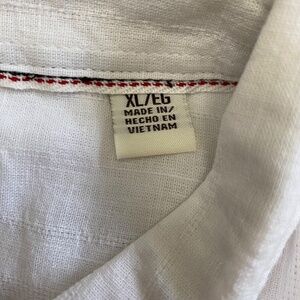 XL/EG
MADE IN/
HECHO EN
VIETNAM